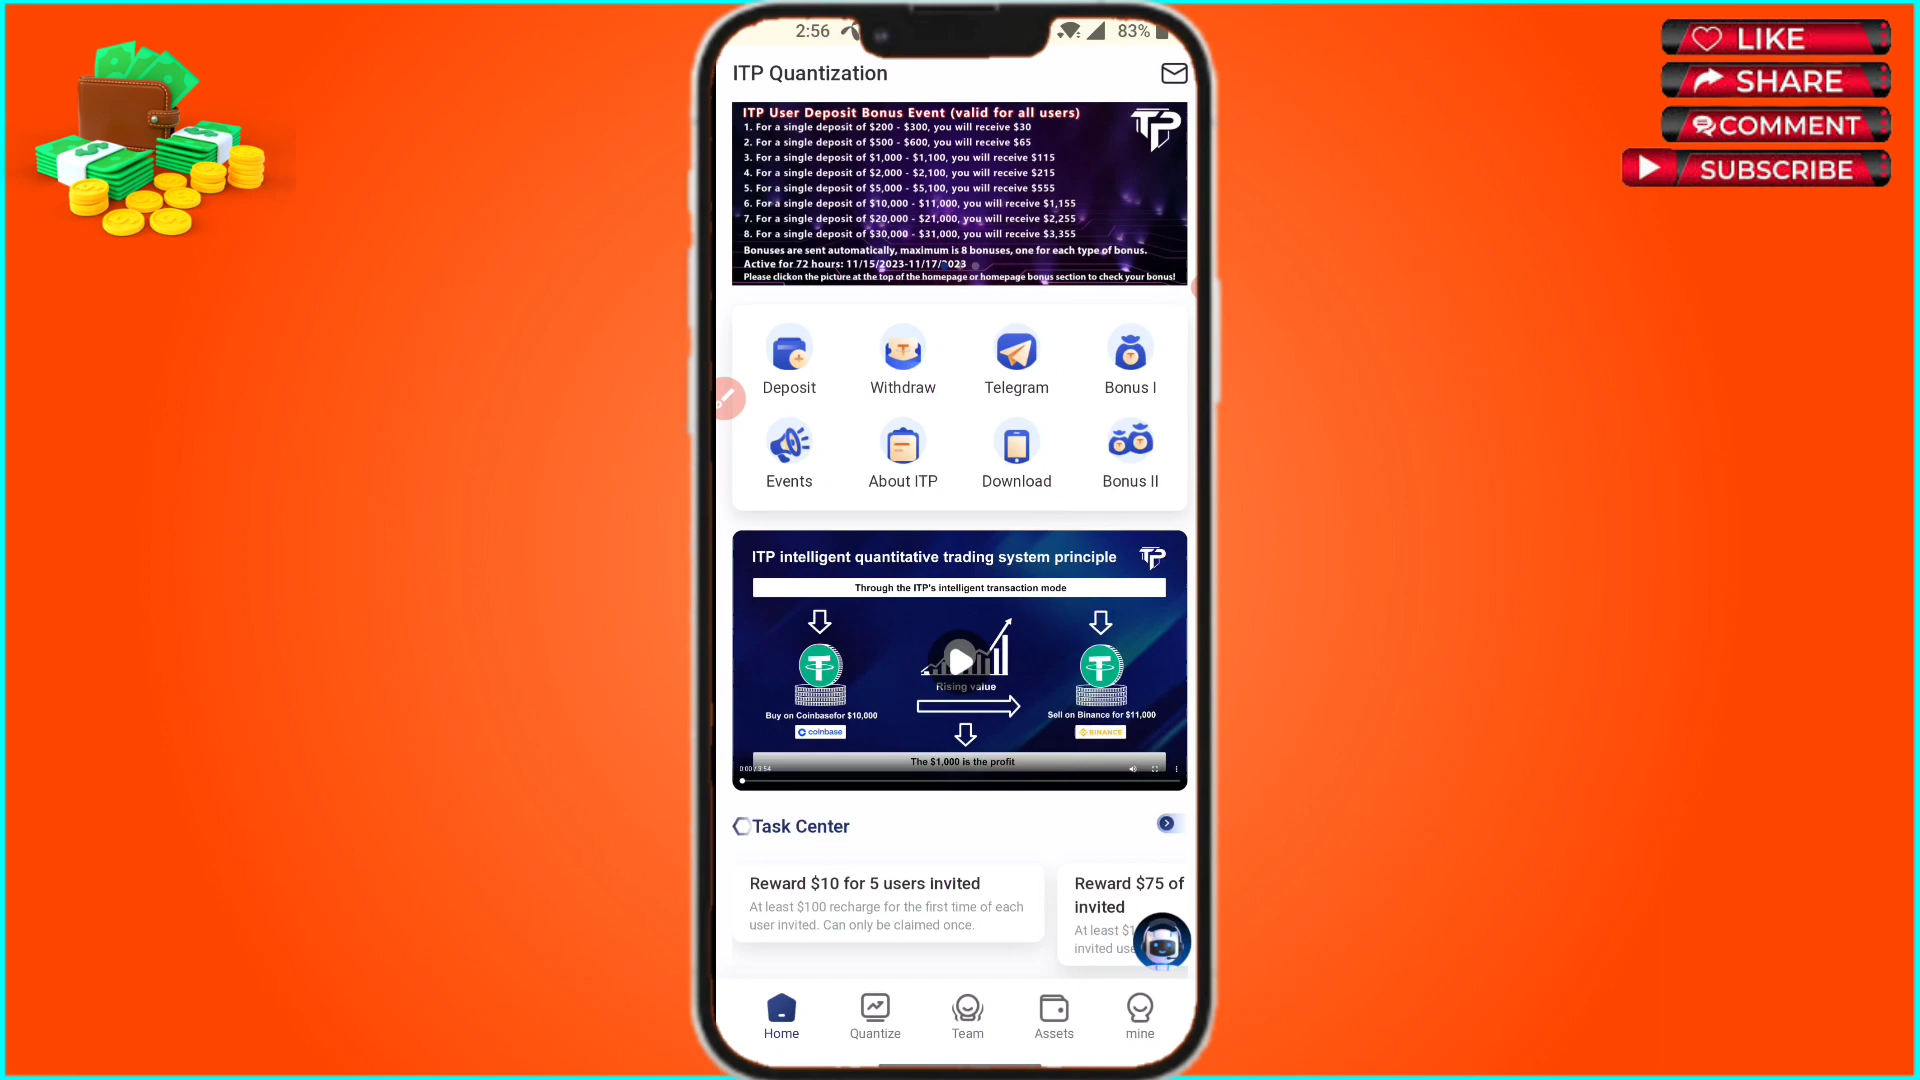 LIKE
SHARE
COMMENT
SUBSCRIBE
2:56
83%
ITP Quantization
ITP User Deposit Bonus Event (valid for all users)
1. For a single deposit of $200 - $300, you will receive $30
2. For a single deposit of $500 - $600, you will receive $65
3. For a single deposit of $1,000 - $1,100, you will receive $115
4. For a single deposit of $2,000 - $2,100, you will receive $215
5. For a single deposit of $5,000 - $5,100, you will receive $555
6. For a single deposit of $10,000 - $11,000, you will receive $1,155
7. For a single deposit of $20,000 - $21,000, you will receive $2,255
8. For a single deposit of $30,000 - $31,000, you will receive $3,355
Bonuses are sent automatically, maximum is 8 bonuses, one for each type of bonus.
Active for 72 hours: 11/15/2023-11/17/2023
Please clickon the picture at the top of the homepage or homepage bonus section to check your bonus!
Deposit
Withdraw
Telegram
Bonus I
Events
About ITP
Download
Bonus II
ITP intelligent quantitative trading system principle
Through the ITP's intelligent transaction mode
Rising value
Buy on Coinbasefor $10,000
Sell on Binance for $11,000
coinbase
BINANCE
The $1,000 is the profit
0:00 / 3:54
Task Center
Reward $10 for 5 users invited
At least $100 recharge for the first time of each
user invited. Can only be claimed once.
Reward $75 of
invited
At least $1
invited use
Home
Quantize
Team
Assets
mine